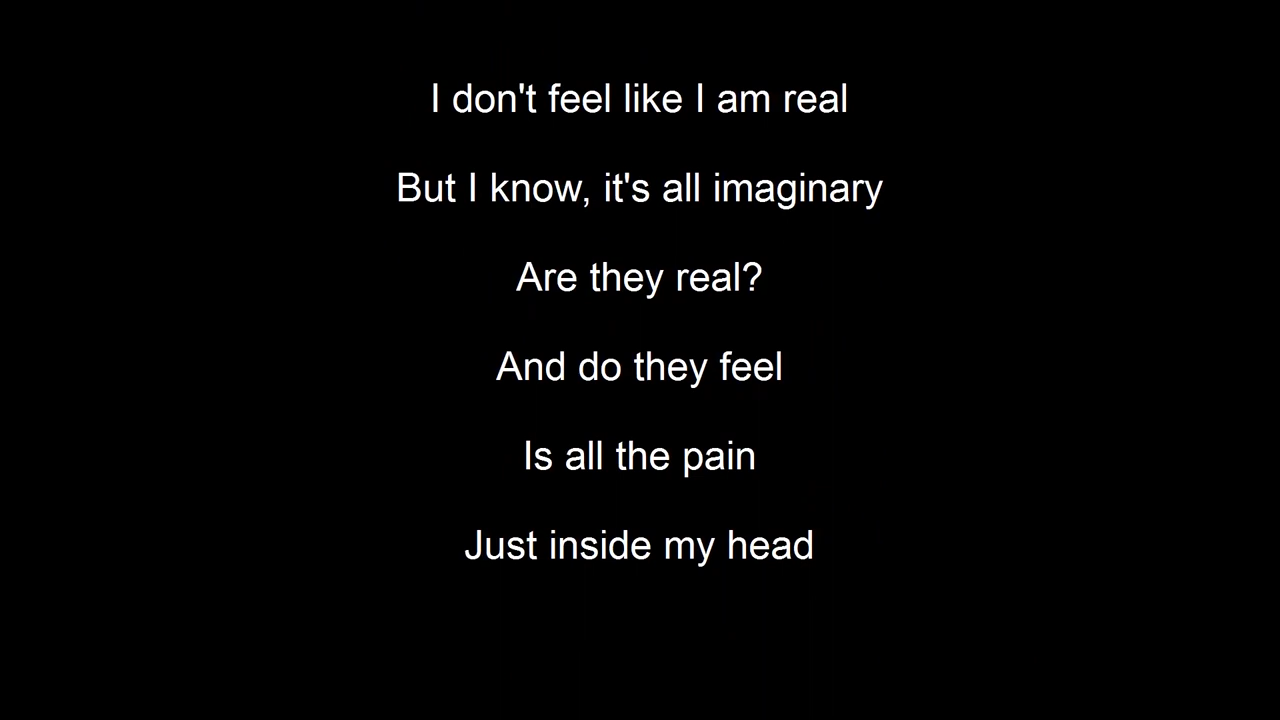 I don't feel like I am real
But I know, it's all imaginary
Are they real?
And do they feel
Is all the pain
Just inside my head